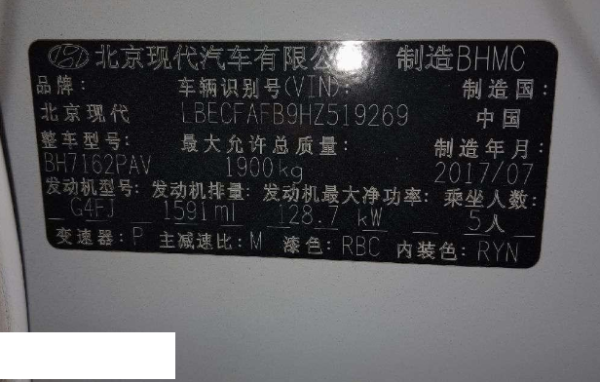 北京现代汽车有限公 制造BHMC
品牌: 车辆识别号(VIN): 制造国:
北京现代 LBECFAFB9HZ519269 中国
整车型号: 最大允许总质量: 制造年月:
BH7162PAV 1900kg 2017/07
发动机型号: 发动机排量: 发动机最大净功率: 乘坐人数:
G4FJ 1591ml 128.7 kW 5人
变速器: P 主减速比: M 漆色: RBC 内装色: RYN